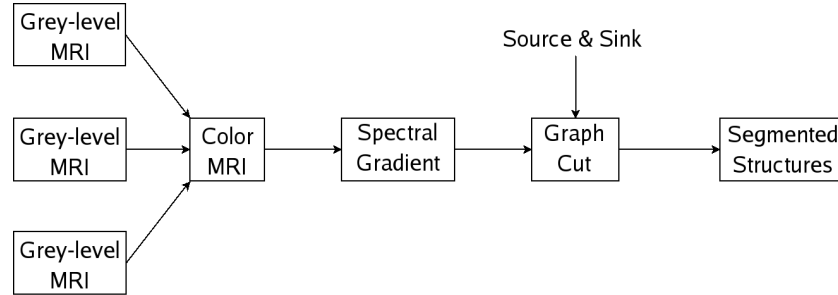 Grey-level
MRI
Source & Sink
Grey-level
MRI
Color
MRI
Spectral
Gradient
Graph
Cut
Segmented
Structures
Grey-level
MRI